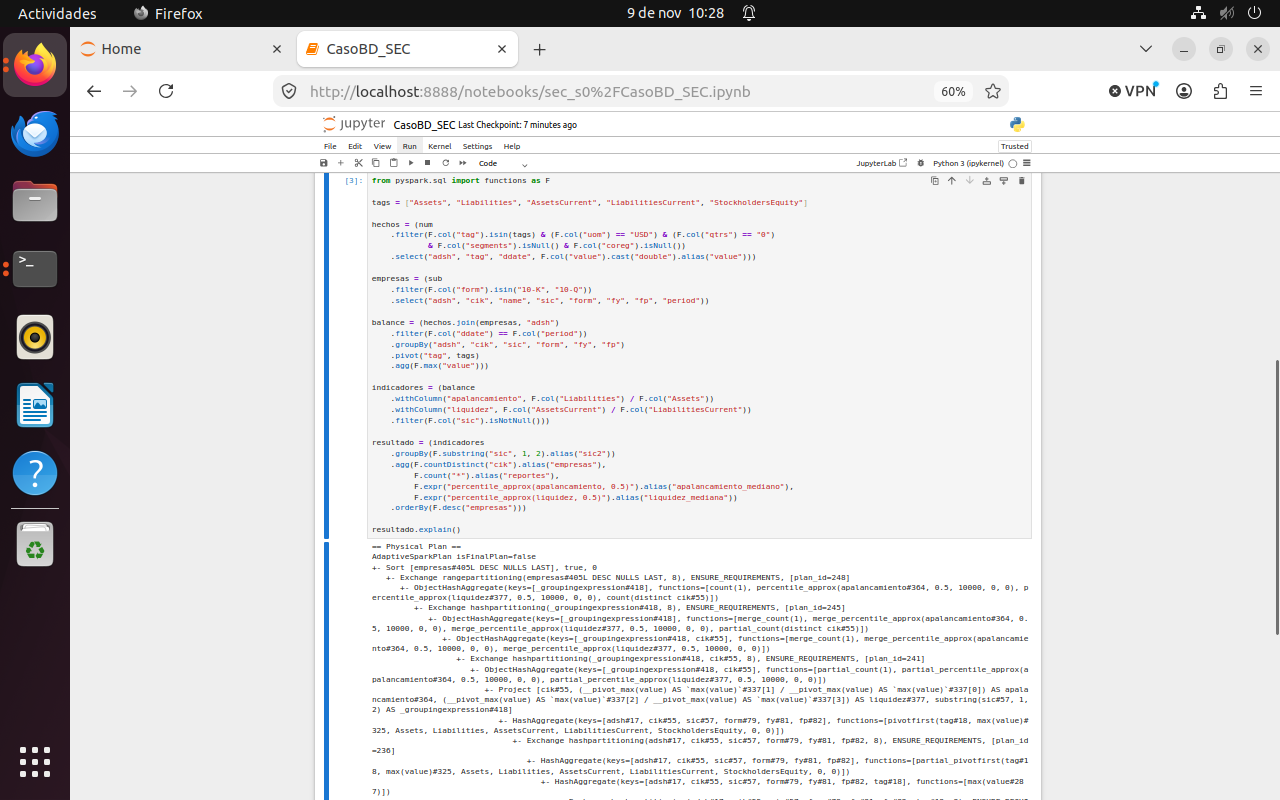 Actividades
Firefox
9 de nov 10:28
Home
CasoBD_SEC
http://localhost:8888/notebooks/sec_s0%2FCasoBD_SEC.ipynb
60%
VPN
jupyter CasoBD_SEC Last Checkpoint: 7 minutes ago
File Edit View Run Kernel Settings Help
Trusted
Code
JupyterLab
Python 3 (ipykernel)
[3]: from pyspark.sql import functions as F
tags = ["Assets", "Liabilities", "AssetsCurrent", "LiabilitiesCurrent", "StockholdersEquity"]
hechos = (num
.filter(F.col("tag").isin(tags) & (F.col("uom") == "USD") & (F.col("qtrs") == "0")
& F.col("segments").isNull() & F.col("coreg").isNull())
.select("adsh", "tag", "ddate", F.col("value").cast("double").alias("value")))
empresas = (sub
.filter(F.col("form").isin("10-K", "10-Q"))
.select("adsh", "cik", "name", "sic", "form", "fy", "fp", "period"))
balance = (hechos.join(empresas, "adsh")
.filter(F.col("ddate") == F.col("period"))
.groupBy("adsh", "cik", "sic", "form", "fy", "fp")
.pivot("tag", tags)
.agg(F.max("value")))
indicadores = (balance
.withColumn("apalancamiento", F.col("Liabilities") / F.col("Assets"))
.withColumn("liquidez", F.col("AssetsCurrent") / F.col("LiabilitiesCurrent"))
.filter(F.col("sic").isNotNull()))
resultado = (indicadores
.groupBy(F.substring("sic", 1, 2).alias("sic2"))
.agg(F.countDistinct("cik").alias("empresas"),
F.count("*").alias("reportes"),
F.expr("percentile_approx(apalancamiento, 0.5)").alias("apalancamiento_mediano"),
F.expr("percentile_approx(liquidez, 0.5)").alias("liquidez_mediana"))
.orderBy(F.desc("empresas")))
resultado.explain()
== Physical Plan ==
AdaptiveSparkPlan isFinalPlan=false
+- Sort [empresas#405L DESC NULLS LAST], true, 0
+- Exchange rangepartitioning(empresas#405L DESC NULLS LAST, 8), ENSURE_REQUIREMENTS, [plan_id=248]
+- ObjectHashAggregate(keys=[_groupingexpression#418], functions=[count(1), percentile_approx(apalancamiento#364, 0.5, 10000, 0, 0), p
ercentile_approx(liquidez#377, 0.5, 10000, 0, 0), count(distinct cik#55)])
+- Exchange hashpartitioning(_groupingexpression#418, 8), ENSURE_REQUIREMENTS, [plan_id=245]
+- ObjectHashAggregate(keys=[_groupingexpression#418], functions=[merge_count(1), merge_percentile_approx(apalancamiento#364, 0.
5, 10000, 0, 0), merge_percentile_approx(liquidez#377, 0.5, 10000, 0, 0), partial_count(distinct cik#55)])
+- ObjectHashAggregate(keys=[_groupingexpression#418, cik#55], functions=[merge_count(1), merge_percentile_approx(apalancamie
nto#364, 0.5, 10000, 0, 0), merge_percentile_approx(liquidez#377, 0.5, 10000, 0, 0)])
+- Exchange hashpartitioning(_groupingexpression#418, cik#55, 8), ENSURE_REQUIREMENTS, [plan_id=241]
+- ObjectHashAggregate(keys=[_groupingexpression#418, cik#55], functions=[partial_count(1), partial_percentile_approx(a
palancamiento#364, 0.5, 10000, 0, 0), partial_percentile_approx(liquidez#377, 0.5, 10000, 0, 0)])
+- Project [cik#55, (__pivot_max(value) AS `max(value)`#337[1] / __pivot_max(value) AS `max(value)`#337[0]) AS apala
ncamiento#364, (__pivot_max(value) AS `max(value)`#337[2] / __pivot_max(value) AS `max(value)`#337[3]) AS liquidez#377, substring(sic#57, 1,
2) AS _groupingexpression#418]
+- HashAggregate(keys=[adsh#17, cik#55, sic#57, form#79, fy#81, fp#82], functions=[pivotfirst(tag#18, max(value)#
325, Assets, Liabilities, AssetsCurrent, LiabilitiesCurrent, StockholdersEquity, 0, 0)])
+- Exchange hashpartitioning(adsh#17, cik#55, sic#57, form#79, fy#81, fp#82, 8), ENSURE_REQUIREMENTS, [plan_id
=236]
+- HashAggregate(keys=[adsh#17, cik#55, sic#57, form#79, fy#81, fp#82], functions=[partial_pivotfirst(tag#1
8, max(value)#325, Assets, Liabilities, AssetsCurrent, LiabilitiesCurrent, StockholdersEquity, 0, 0)])
+- HashAggregate(keys=[adsh#17, cik#55, sic#57, form#79, fy#81, fp#82, tag#18], functions=[max(value#28
7)])